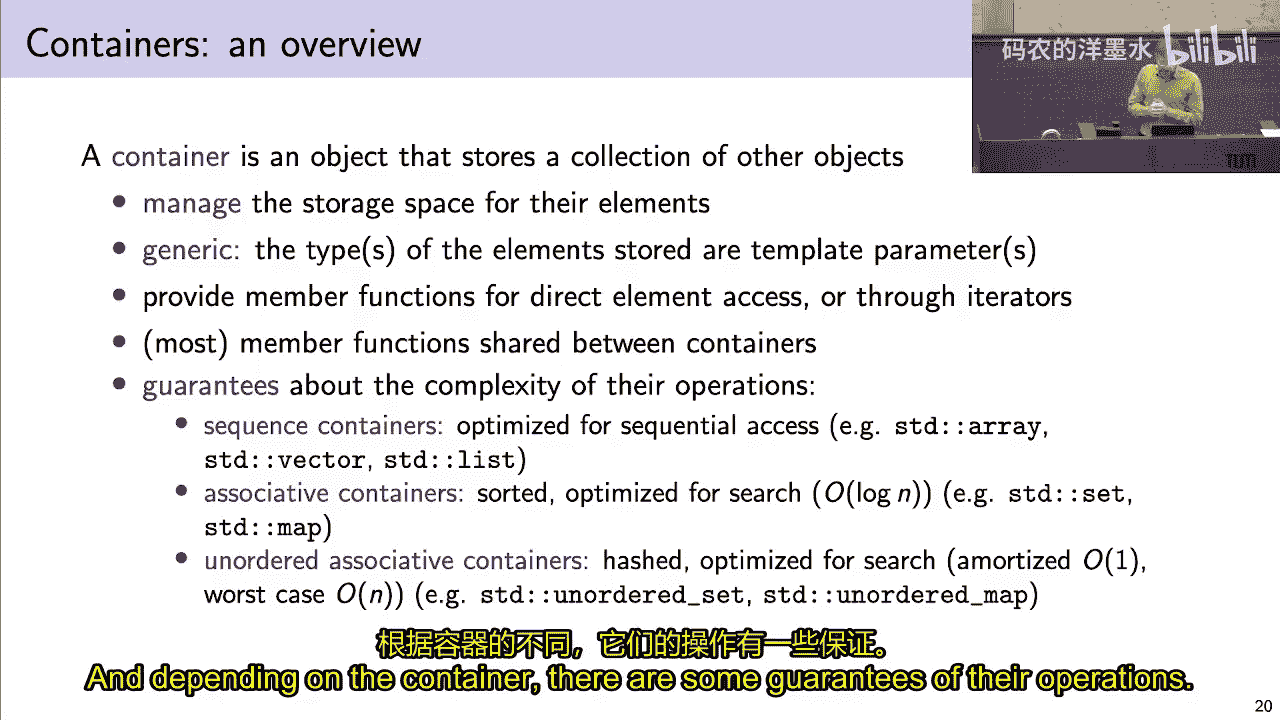 Containers: an overview
码农的洋墨水 bilibili
A container is an object that stores a collection of other objects
• manage the storage space for their elements
• generic: the type(s) of the elements stored are template parameter(s)
• provide member functions for direct element access, or through iterators
• (most) member functions shared between containers
• guarantees about the complexity of their operations:
• sequence containers: optimized for sequential access (e.g. std::array,
std::vector, std::list)
• associative containers: sorted, optimized for search (O(log n)) (e.g. std::set,
std::map)
• unordered associative containers: hashed, optimized for search (amortized O(1),
worst case O(n)) (e.g. std::unordered_set, std::unordered_map)
根据容器的不同，它们的操作有一些保证。
And depending on the container, there are some guarantees of their operations.
20